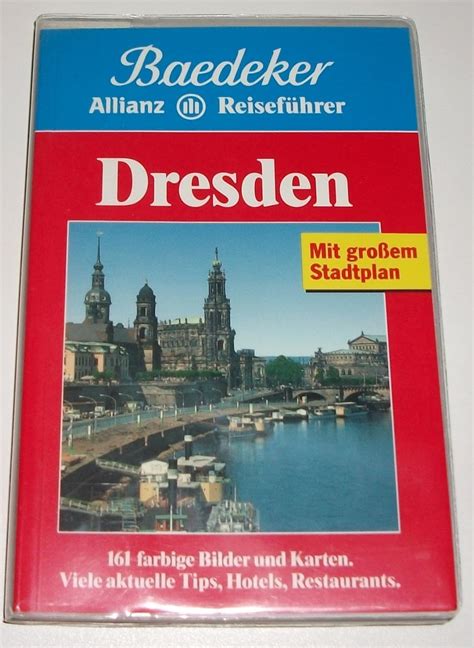 Baedeker
Allianz Reiseführer
Dresden
Mit großem
Stadtplan
161 farbige Bilder und Karten.
Viele aktuelle Tips, Hotels, Restaurants.